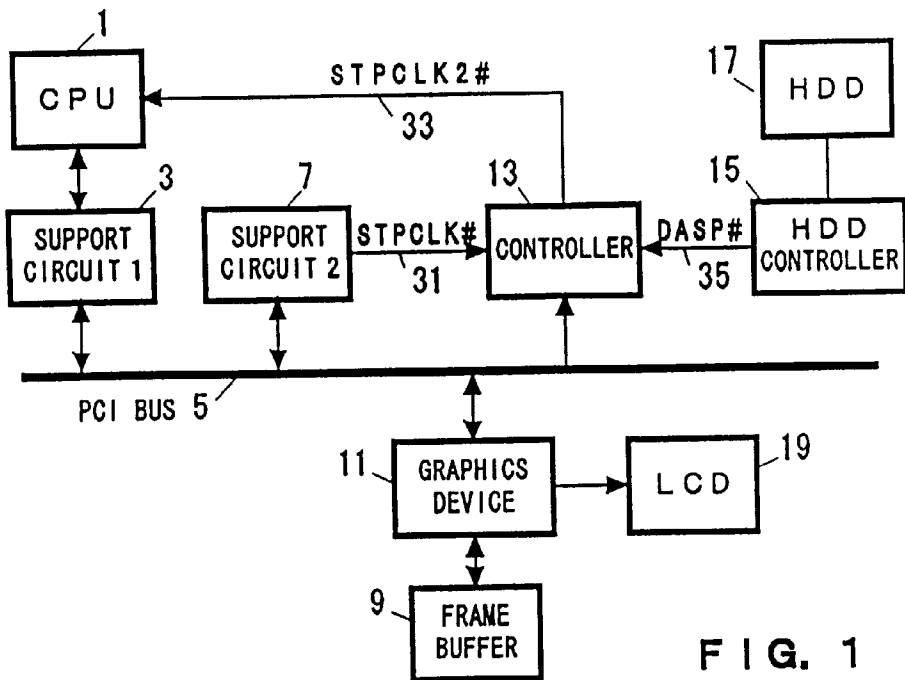 1
CPU
STPCLK2#
33
17
HDD
3
SUPPORT
CIRCUIT 1
7
SUPPORT
CIRCUIT 2
STPCLK#
31
13
CONTROLLER
DASP#
35
15
HDD
CONTROLLER
PCI BUS 5
11
GRAPHICS
DEVICE
19
LCD
9
FRAME
BUFFER
FIG. 1